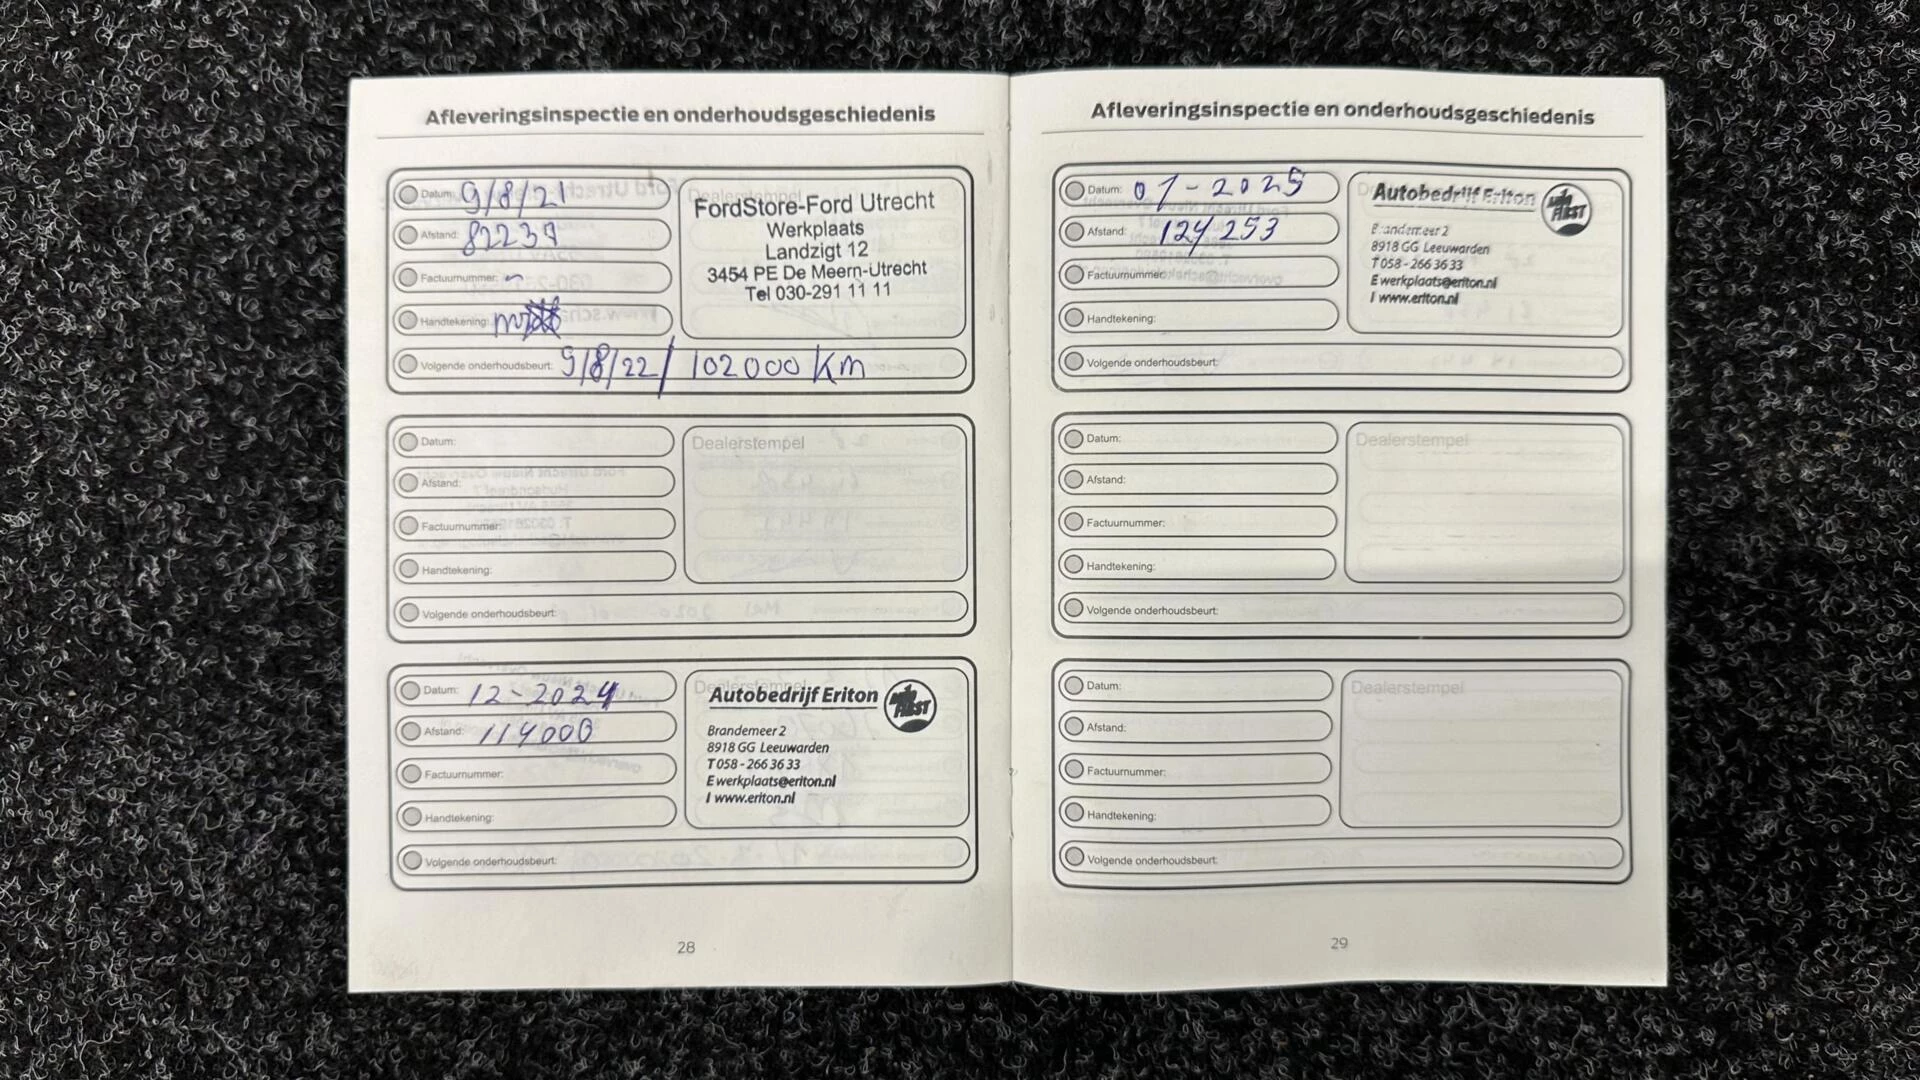 Afleveringsinspectie en onderhoudsgeschiedenis
Datum: 9/8/21
Afstand: 82239
Factuurnummer:
Handtekening:
Volgende onderhoudsbeurt: 9/8/22 / 102000 Km
FordStore-Ford Utrecht
Werkplaats
Landzigt 12
3454 PE De Meern-Utrecht
Tel 030-291 11 11
Datum:
Afstand:
Factuurnummer:
Handtekening:
Volgende onderhoudsbeurt:
Dealerstempel
Datum: 12-2024
Afstand: 114000
Factuurnummer:
Handtekening:
Volgende onderhoudsbeurt:
Dealerstempel
Autobedrijf Eriton
Brandemeer 2
8918 GG Leeuwarden
T 058 - 266 36 33
E werkplaats@eriton.nl
I www.eriton.nl
28
Afleveringsinspectie en onderhoudsgeschiedenis
Datum: 07-2025
Afstand: 124253
Factuurnummer:
Handtekening:
Volgende onderhoudsbeurt:
Autobedrijf Eriton
Brandemeer 2
8918 GG Leeuwarden
T 058 - 266 36 33
E werkplaats@eriton.nl
I www.eriton.nl
Datum:
Afstand:
Factuurnummer:
Handtekening:
Volgende onderhoudsbeurt:
Dealerstempel
Datum:
Afstand:
Factuurnummer:
Handtekening:
Volgende onderhoudsbeurt:
Dealerstempel
29